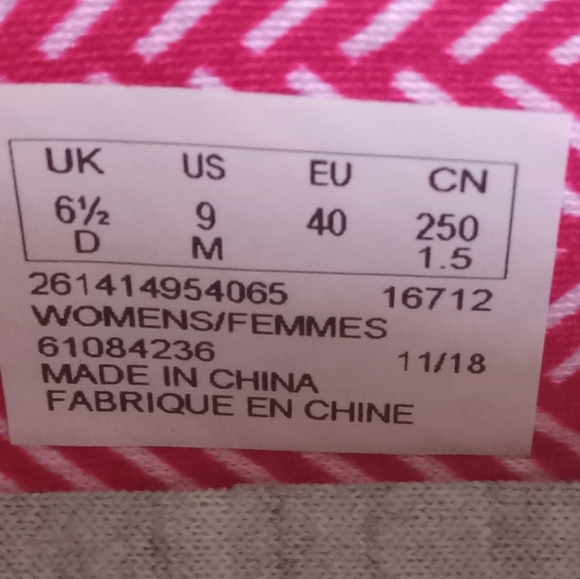 UK US EU CN
6½ 9 40 250
D M 1.5
261414954065 16712
WOMENS/FEMMES
61084236 11/18
MADE IN CHINA
FABRIQUE EN CHINE